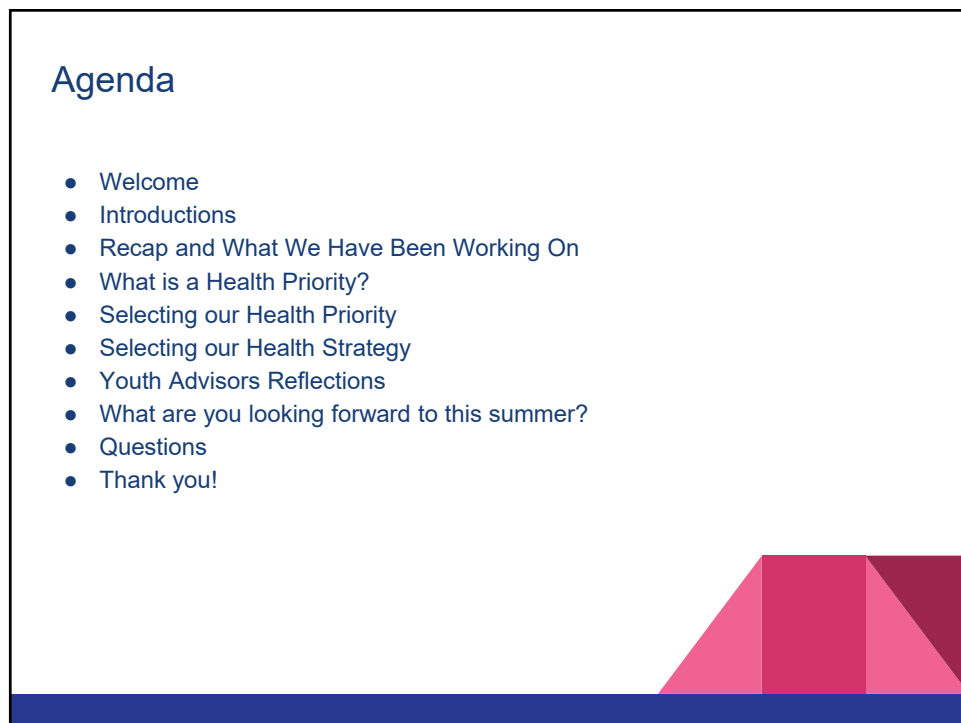 Agenda
● Welcome
● Introductions
● Recap and What We Have Been Working On
● What is a Health Priority?
● Selecting our Health Priority
● Selecting our Health Strategy
● Youth Advisors Reflections
● What are you looking forward to this summer?
● Questions
● Thank you!